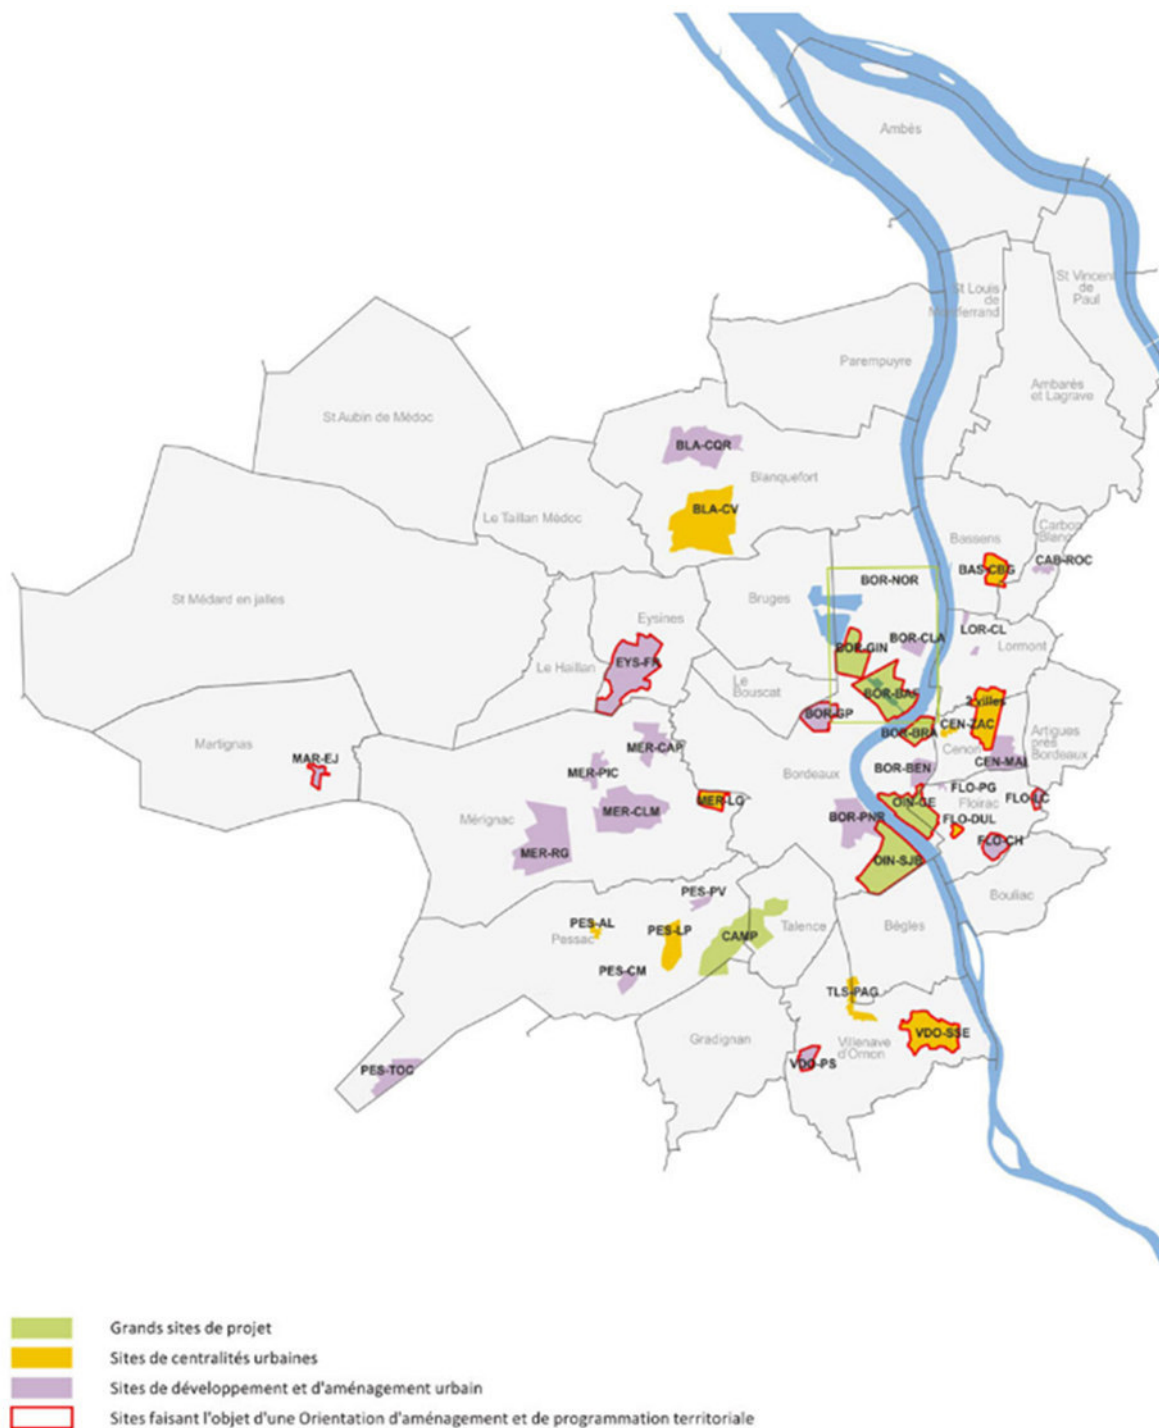 Ambès
St Louis
de
Montferrand
St Vincent
de
Paul
Parempuyre
Ambarès
et Lagrave
St Aubin de Médoc
BLA-CQR
Blanquefort
BLA-CV
Le Taillan Médoc
Bassens
Carbon
Blanc
BAS-CBG
CAB-ROC
BOR-NOR
St Médard en jalles
Bruges
Eysines
BOR-CLA
LOR-CL
Lormont
BOR-GIN
EYS-FR
Le Haillan
Le
Bouscat
BOR-BAF
2 villes
BOR-GP
CEN-ZAC
BOR-BRA
Artigues
près
Bordeaux
Martignas
MAR-EJ
MER-CAP
Cenon
CEN-MAI
MER-PIC
Bordeaux
BOR-BEN
FLO-PG
MER-LG
OIN-GE
Floirac
FLO-LC
MER-CLM
Mérignac
BOR-PNR
FLO-DUL
FLO-CH
MER-RG
OIN-SJB
PES-PV
Bouliac
PES-AL
PES-LP
CAMP
Talence
Bègles
Pessac
PES-CM
TLS-PAG
Gradignan
Villenave
d'Ornon
VDO-SSE
VDO-PS
PES-TOC
Grands sites de projet
Sites de centralités urbaines
Sites de développement et d'aménagement urbain
Sites faisant l'objet d'une Orientation d'aménagement et de programmation territoriale